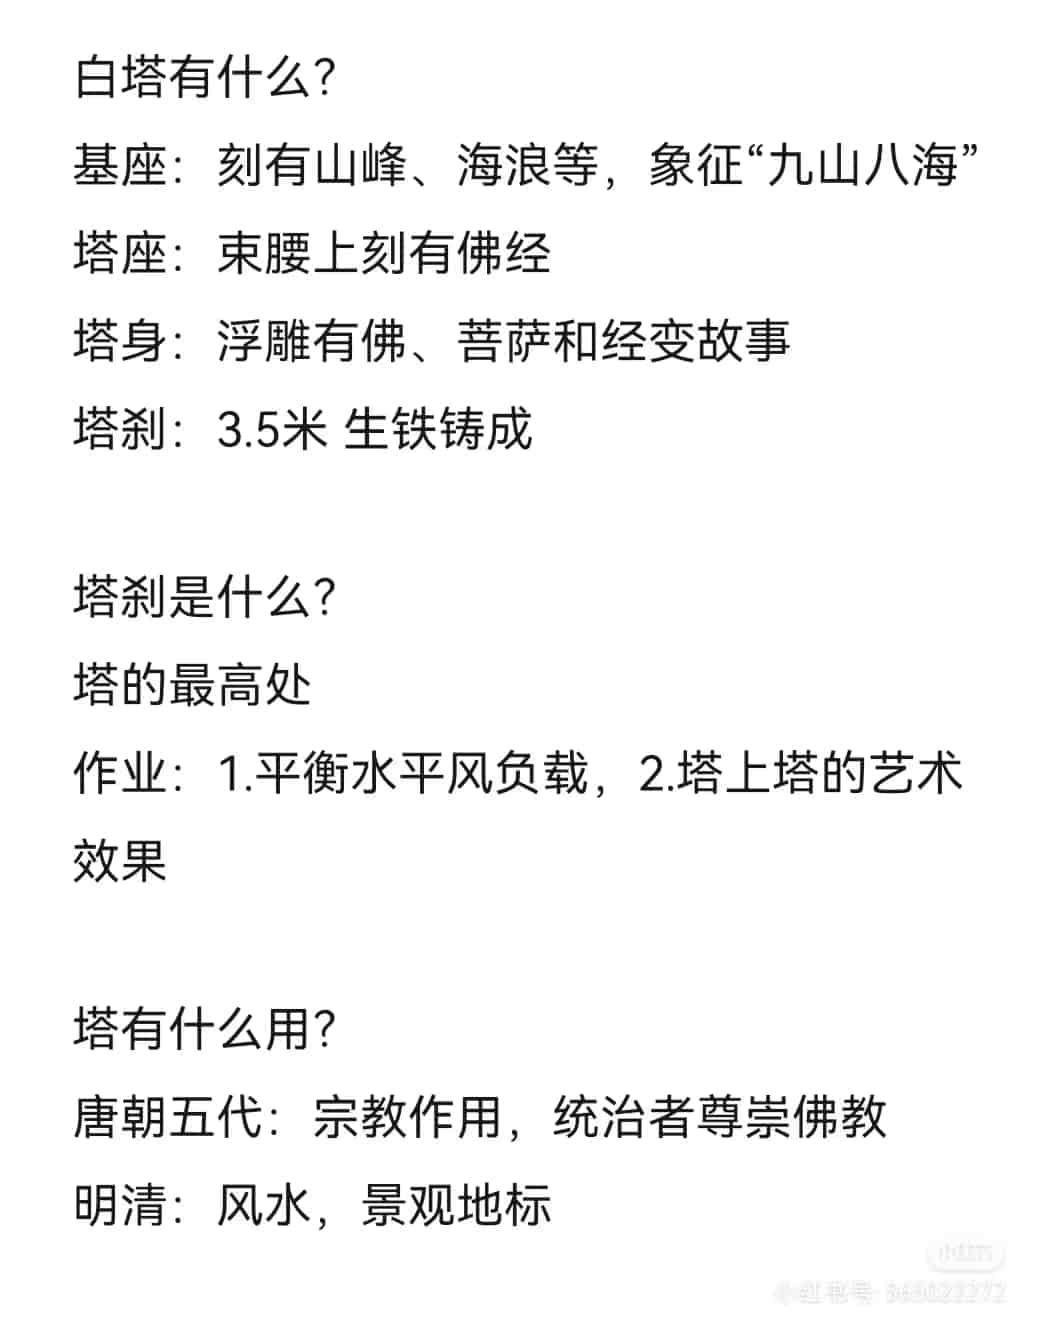 白塔有什么?
基座：刻有山峰、海浪等，象征“九山八海”
塔座：束腰上刻有佛经
塔身：浮雕有佛、菩萨和经变故事
塔刹：3.5米 生铁铸成
塔刹是什么?
塔的最高处
作业：1.平衡水平风负载，2.塔上塔的艺术
效果
塔有什么用?
唐朝五代：宗教作用，统治者尊崇佛教
明清：风水，景观地标
小红书
小红书号: